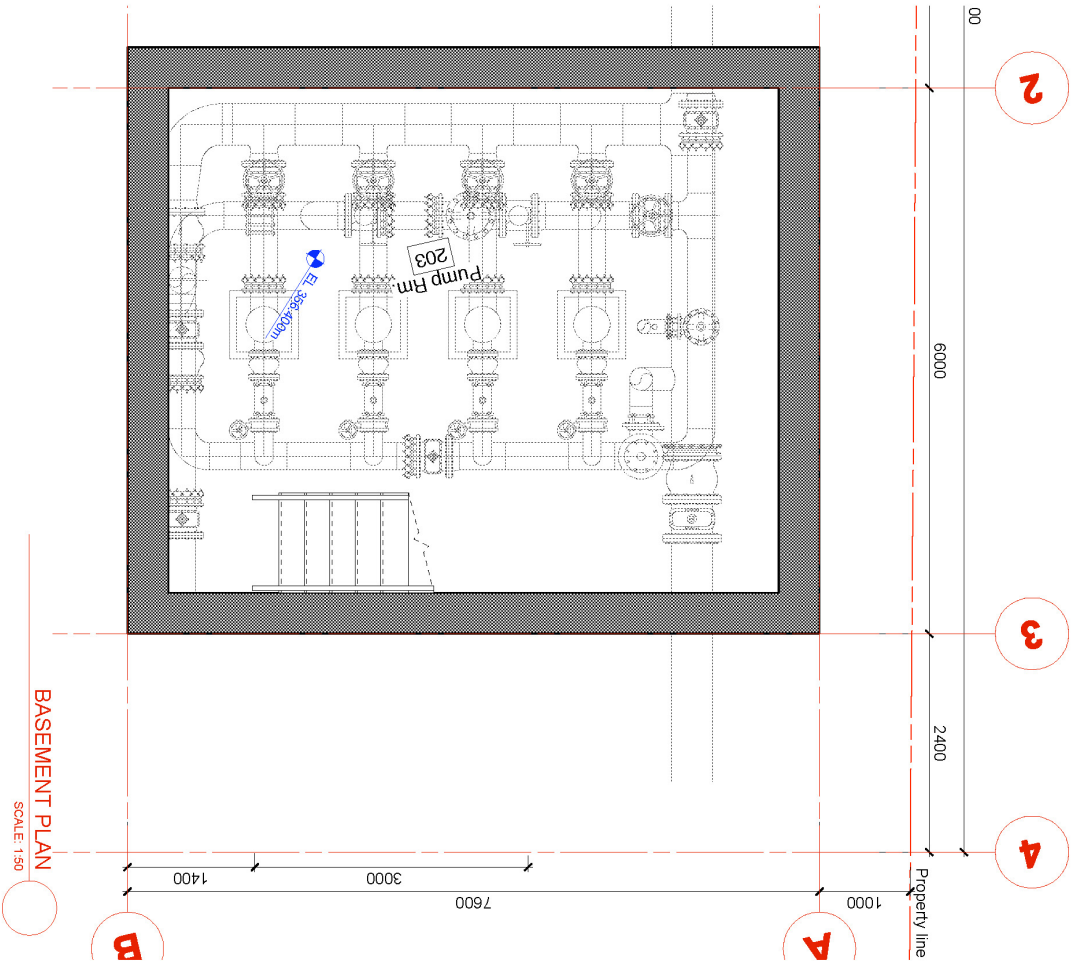 00
2
6000
203
Pump Rm.
EL 356.400m
3
2400
BASEMENT PLAN
SCALE: 1:50
4
1400
3000
7600
1000
Property line
B
A